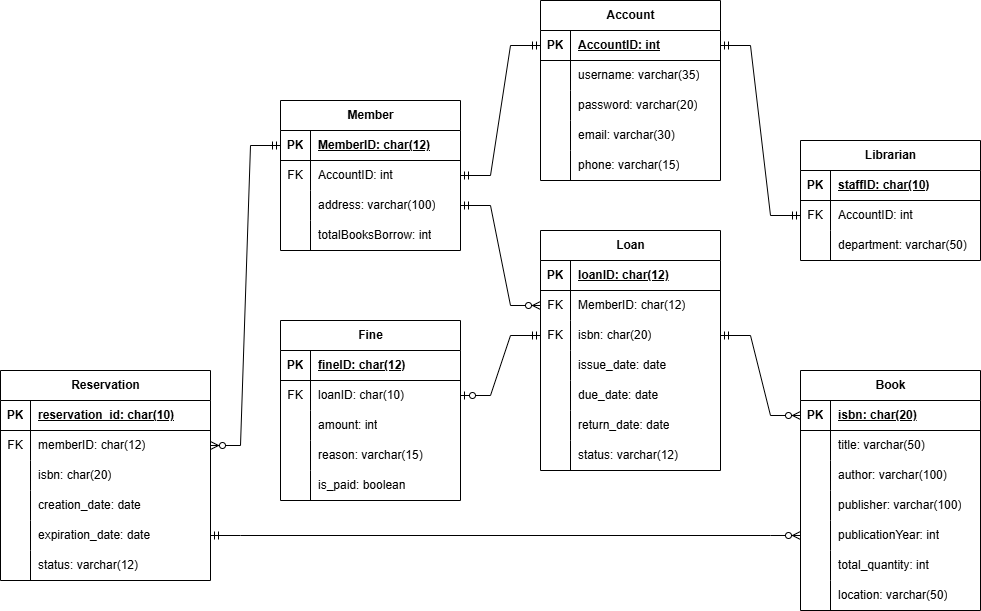 Account
PK AccountID: int
username: varchar(35)
password: varchar(20)
email: varchar(30)
phone: varchar(15)
Member
PK MemberID: char(12)
FK AccountID: int
address: varchar(100)
totalBooksBorrow: int
Librarian
PK staffID: char(10)
FK AccountID: int
department: varchar(50)
Loan
PK loanID: char(12)
FK MemberID: char(12)
FK isbn: char(20)
issue_date: date
due_date: date
return_date: date
status: varchar(12)
Fine
PK fineID: char(12)
FK loanID: char(10)
amount: int
reason: varchar(15)
is_paid: boolean
Reservation
PK reservation_id: char(10)
FK memberID: char(12)
isbn: char(20)
creation_date: date
expiration_date: date
status: varchar(12)
Book
PK isbn: char(20)
title: varchar(50)
author: varchar(100)
publisher: varchar(100)
publicationYear: int
total_quantity: int
location: varchar(50)